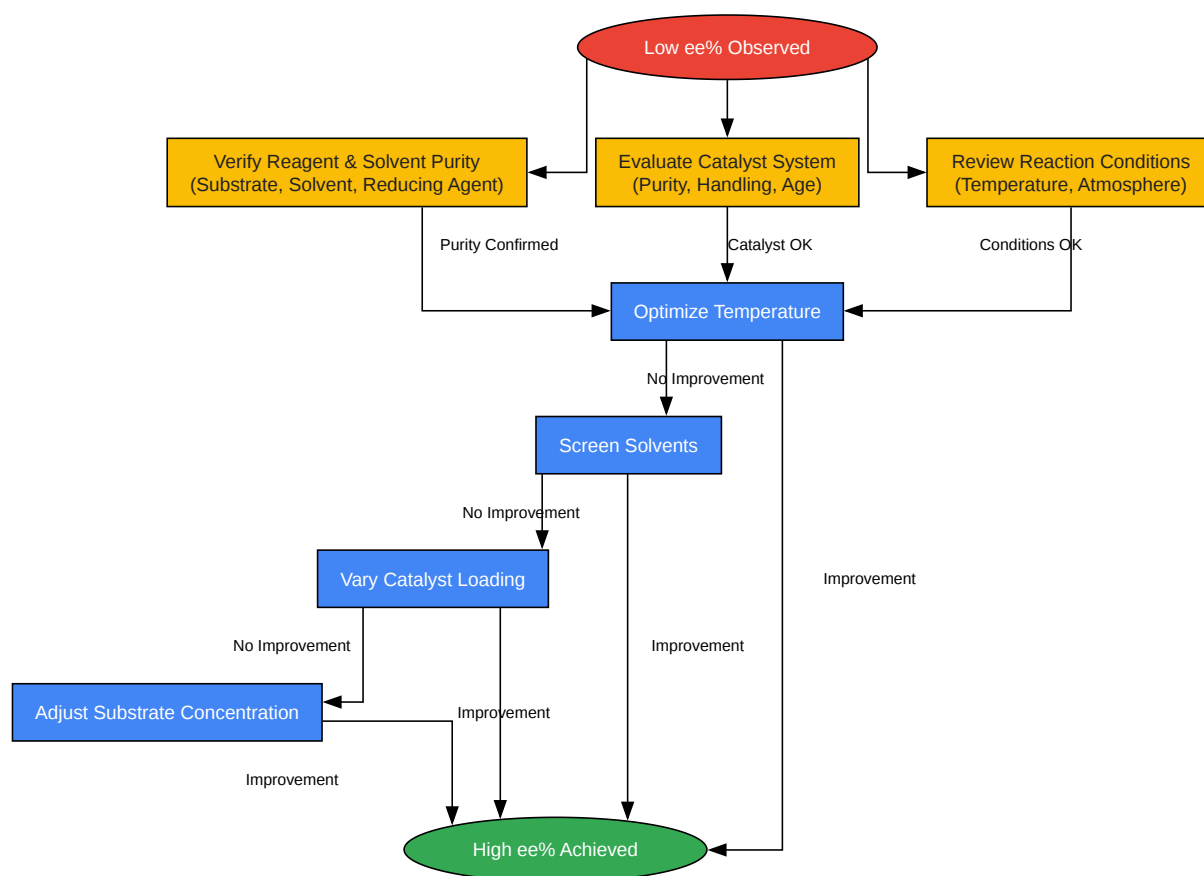 Low ee% Observed
Verify Reagent & Solvent Purity
(Substrate, Solvent, Reducing Agent)
Evaluate Catalyst System
(Purity, Handling, Age)
Review Reaction Conditions
(Temperature, Atmosphere)
Purity Confirmed
Catalyst OK
Conditions OK
Optimize Temperature
No Improvement
Screen Solvents
No Improvement
Vary Catalyst Loading
Improvement
No Improvement
Improvement
Adjust Substrate Concentration
Improvement
Improvement
High ee% Achieved